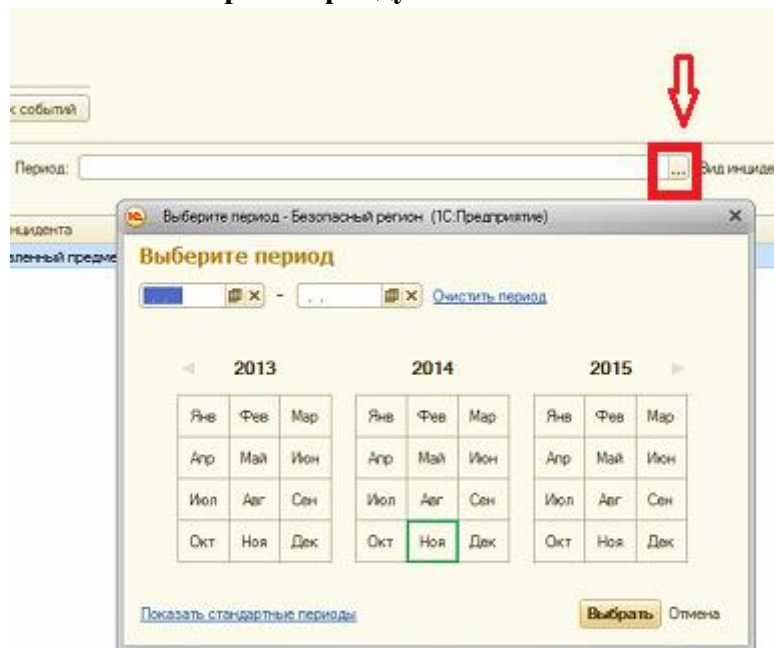 к событий
Период:
...
Вид инциде
нцидента
вленный предме
1С
Выберите период - Безопасный регион (1С:Предприятие)
Выберите период
. .
-
. .
Очистить период
2013 2014 2015
Янв Фев Мар Янв Фев Мар Янв Фев Мар
Апр Май Июн Апр Май Июн Апр Май Июн
Июл Авг Сен Июл Авг Сен Июл Авг Сен
Окт Ноя Дек Окт Ноя Дек Окт Ноя Дек
Показать стандартные периоды
Выбрать Отмена